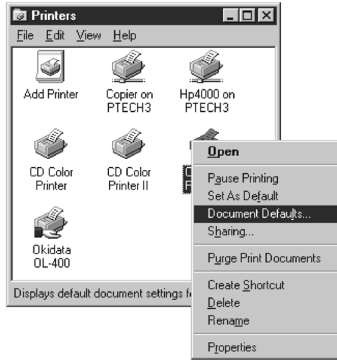 Printers
File Edit View Help
Add Printer
Copier on
PTECH3
Hp4000 on
PTECH3
CD Color
Printer
CD Color
Printer II
Okidata
OL-400
Open
Pause Printing
Set As Default
Document Defaults...
Sharing...
Purge Print Documents
Create Shortcut
Delete
Rename
Properties
Displays default document settings